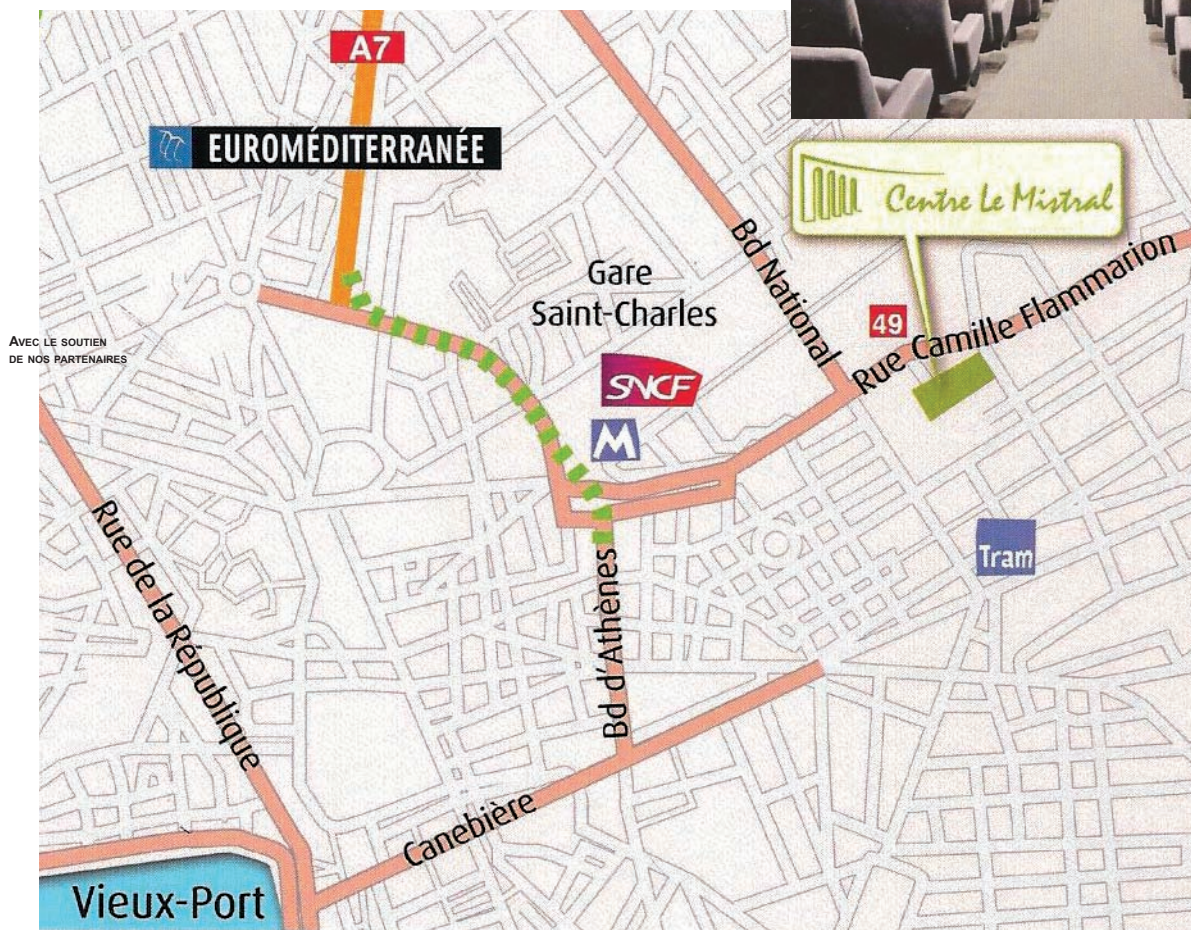 A7
EUROMÉDITERRANÉE
Centre Le Mistral
Bd National
Gare
Saint-Charles
49
Rue Camille Flammarion
AVEC LE SOUTIEN
DE NOS PARTENAIRES
SNCF
M
Rue de la République
Tram
Bd d'Athènes
Canebière
Vieux-Port